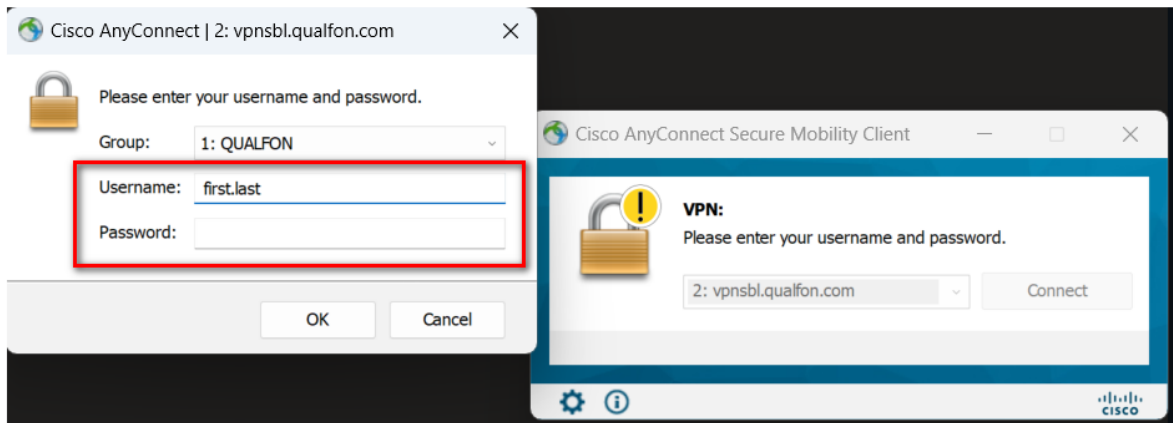 Cisco AnyConnect | 2: vpnsbl.qualfon.com
Please enter your username and password.
Group: 1: QUALFON
Username: first.last
Password:
OK Cancel
Cisco AnyConnect Secure Mobility Client
VPN:
Please enter your username and password.
2: vpnsbl.qualfon.com Connect
CISCO